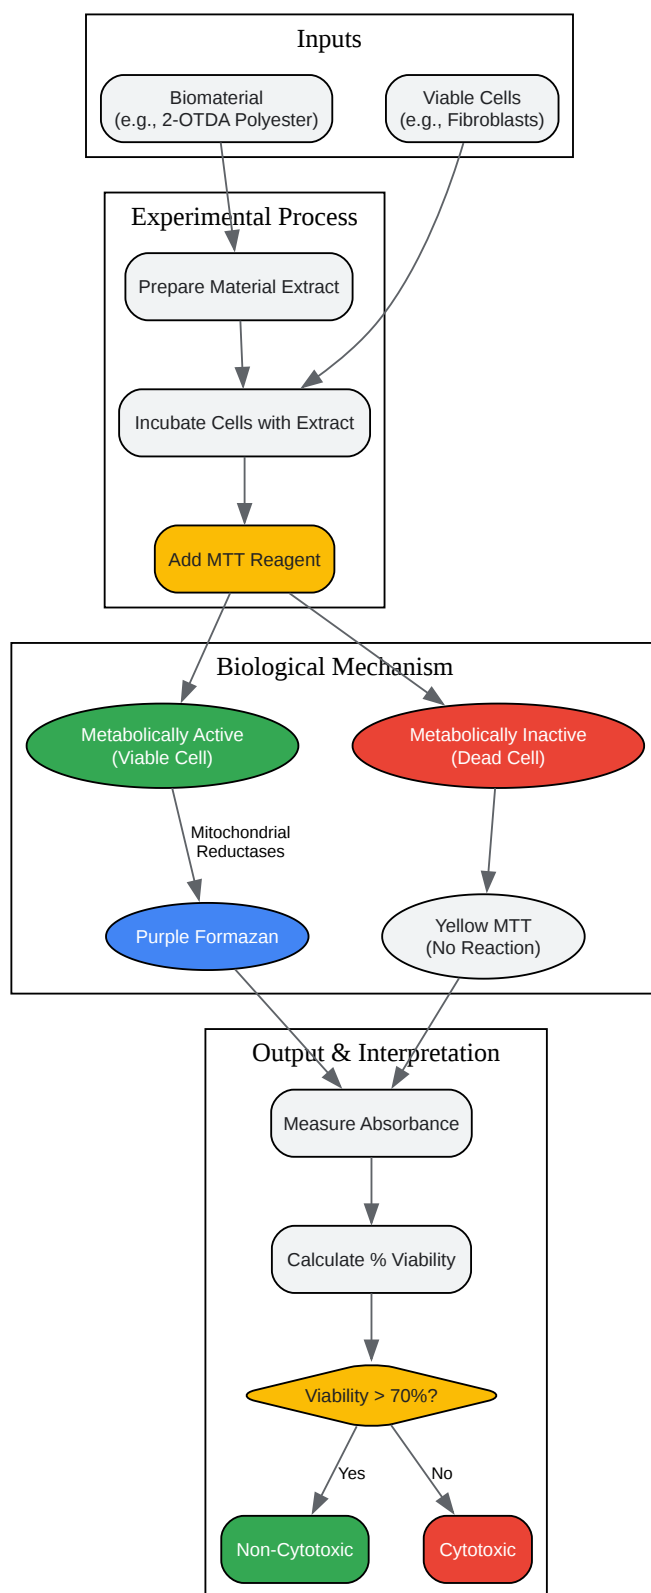 Inputs
Biomaterial
(e.g., 2-OTDA Polyester)
Viable Cells
(e.g., Fibroblasts)
Experimental Process
Prepare Material Extract
Incubate Cells with Extract
Add MTT Reagent
Biological Mechanism
Metabolically Active
(Viable Cell)
Metabolically Inactive
(Dead Cell)
Mitochondrial
Reductases
Purple Formazan
Yellow MTT
(No Reaction)
Output & Interpretation
Measure Absorbance
Calculate % Viability
Viability > 70%?
Yes
No
Non-Cytotoxic
Cytotoxic